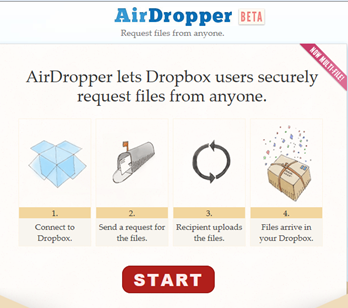 AirDropper BETA
Request files from anyone.
NOW MULTI-FILE!
AirDropper lets Dropbox users securely
request files from anyone.
1.
Connect to
Dropbox.
2.
Send a request for
the files.
3.
Recipient uploads
the files.
4.
Files arrive in
your Dropbox.
START